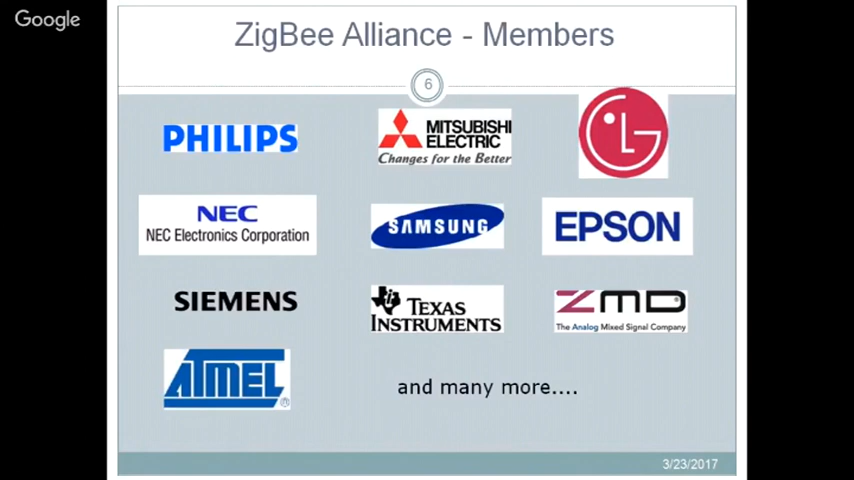 Google
ZigBee Alliance - Members
6
PHILIPS
MITSUBISHI
ELECTRIC
Changes for the Better
LG
NEC
NEC Electronics Corporation
SAMSUNG
EPSON
SIEMENS
TEXAS
INSTRUMENTS
ZMD®
The Analog Mixed Signal Company
ATMEL®
and many more....
3/23/2017